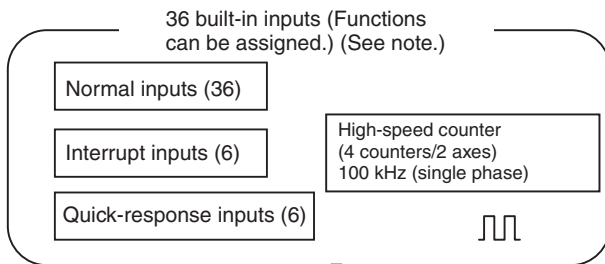 36 built-in inputs (Functions
can be assigned.) (See note.)
Normal inputs (36)
Interrupt inputs (6)
Quick-response inputs (6)
High-speed counter
(4 counters/2 axes)
100 kHz (single phase)